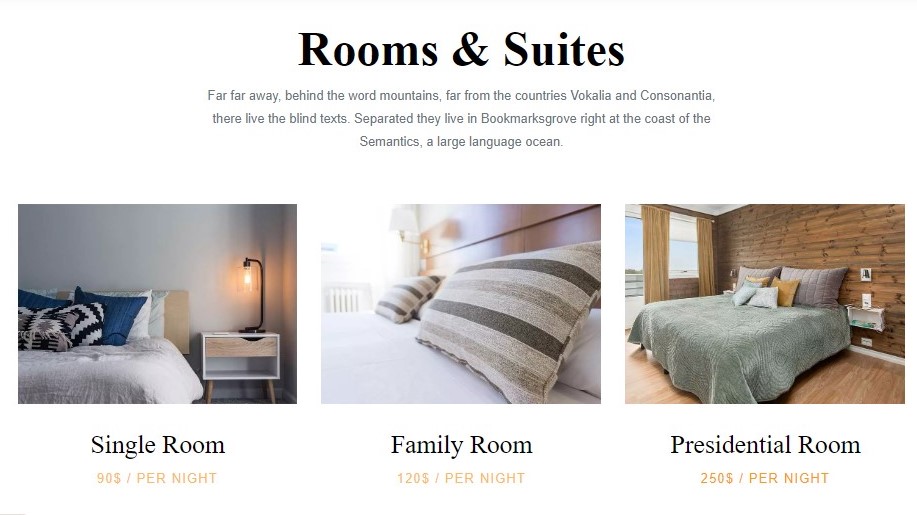 Rooms & Suites
Far far away, behind the word mountains, far from the countries Vokalia and Consonantia,
there live the blind texts. Separated they live in Bookmarksgrove right at the coast of the
Semantics, a large language ocean.
Single Room
Family Room
Presidential Room
90$ / PER NIGHT
120$ / PER NIGHT
250$ / PER NIGHT